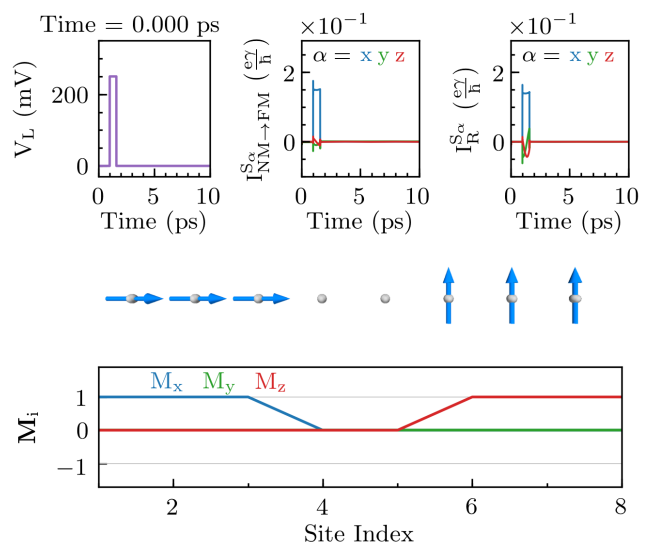 Time = 0.000 ps
×10⁻¹
×10⁻¹
V_L (mV)
200
0
0 5 10
Time (ps)
I^{S_α}_{NM→FM} (eγ/ħ)
α = x y z
2
0
0 5 10
Time (ps)
I^{S_α}_R (eγ/ħ)
α = x y z
2
0
0 5 10
Time (ps)
M_x M_y M_z
M_i
1
0
−1
2 4 6 8
Site Index